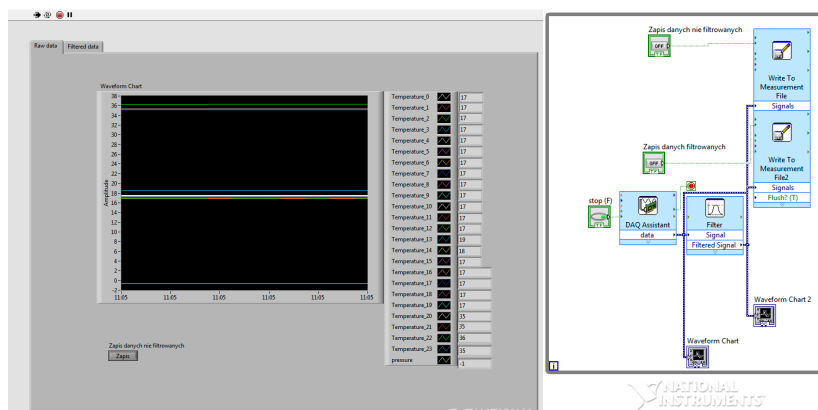 Raw data Filtered data
Waveform Chart
Amplitude
38
36
34
32
30
28
26
24
22
20
18
16
14
12
10
8
6
4
2
0
-2
11:05 11:05 11:05 11:05 11:05
Temperature_0 17
Temperature_1 17
Temperature_2 17
Temperature_3 17
Temperature_4 17
Temperature_5 17
Temperature_6 17
Temperature_7 17
Temperature_8 17
Temperature_9 17
Temperature_10 17
Temperature_11 17
Temperature_12 17
Temperature_13 19
Temperature_14 18
Temperature_15 17
Temperature_16 17
Temperature_17 17
Temperature_18 17
Temperature_19 17
Temperature_20 35
Temperature_21 35
Temperature_22 36
Temperature_23 35
pressure -1
Zapis danych nie filtrowanych
Zapis
Zapis danych nie filtrowanych
OFF
Write To
Measurement
File
Signals
Zapis danych filtrowanych
OFF
Write To
Measurement
File2
Signals
Flush? (T)
stop (F)
DAQ Assistant
data
Filter
Signal
Filtered Signal
Waveform Chart 2
Waveform Chart
i
NATIONAL
INSTRUMENTS